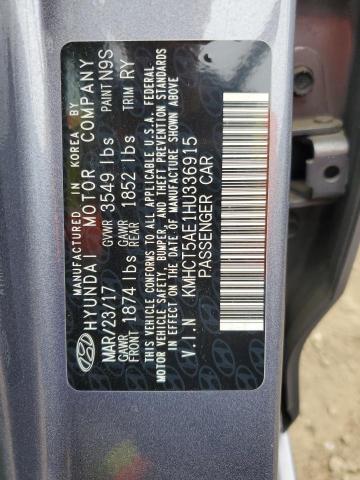 MANUFACTURED IN KOREA BY
HYUNDAI MOTOR COMPANY
MAR/23/17 GVWR 3549 lbs PAINT N9S
GAWR FRONT 1874 lbs GAWR REAR 1852 lbs TRIM RY
THIS VEHICLE CONFORMS TO ALL APPLICABLE U.S.A. FEDERAL
MOTOR VEHICLE SAFETY, BUMPER, AND THEFT PREVENTION STANDARDS
IN EFFECT ON THE DATE OF MANUFACTURE SHOWN ABOVE.
V.I.N KMHCT5AE1HU336915
PASSENGER CAR